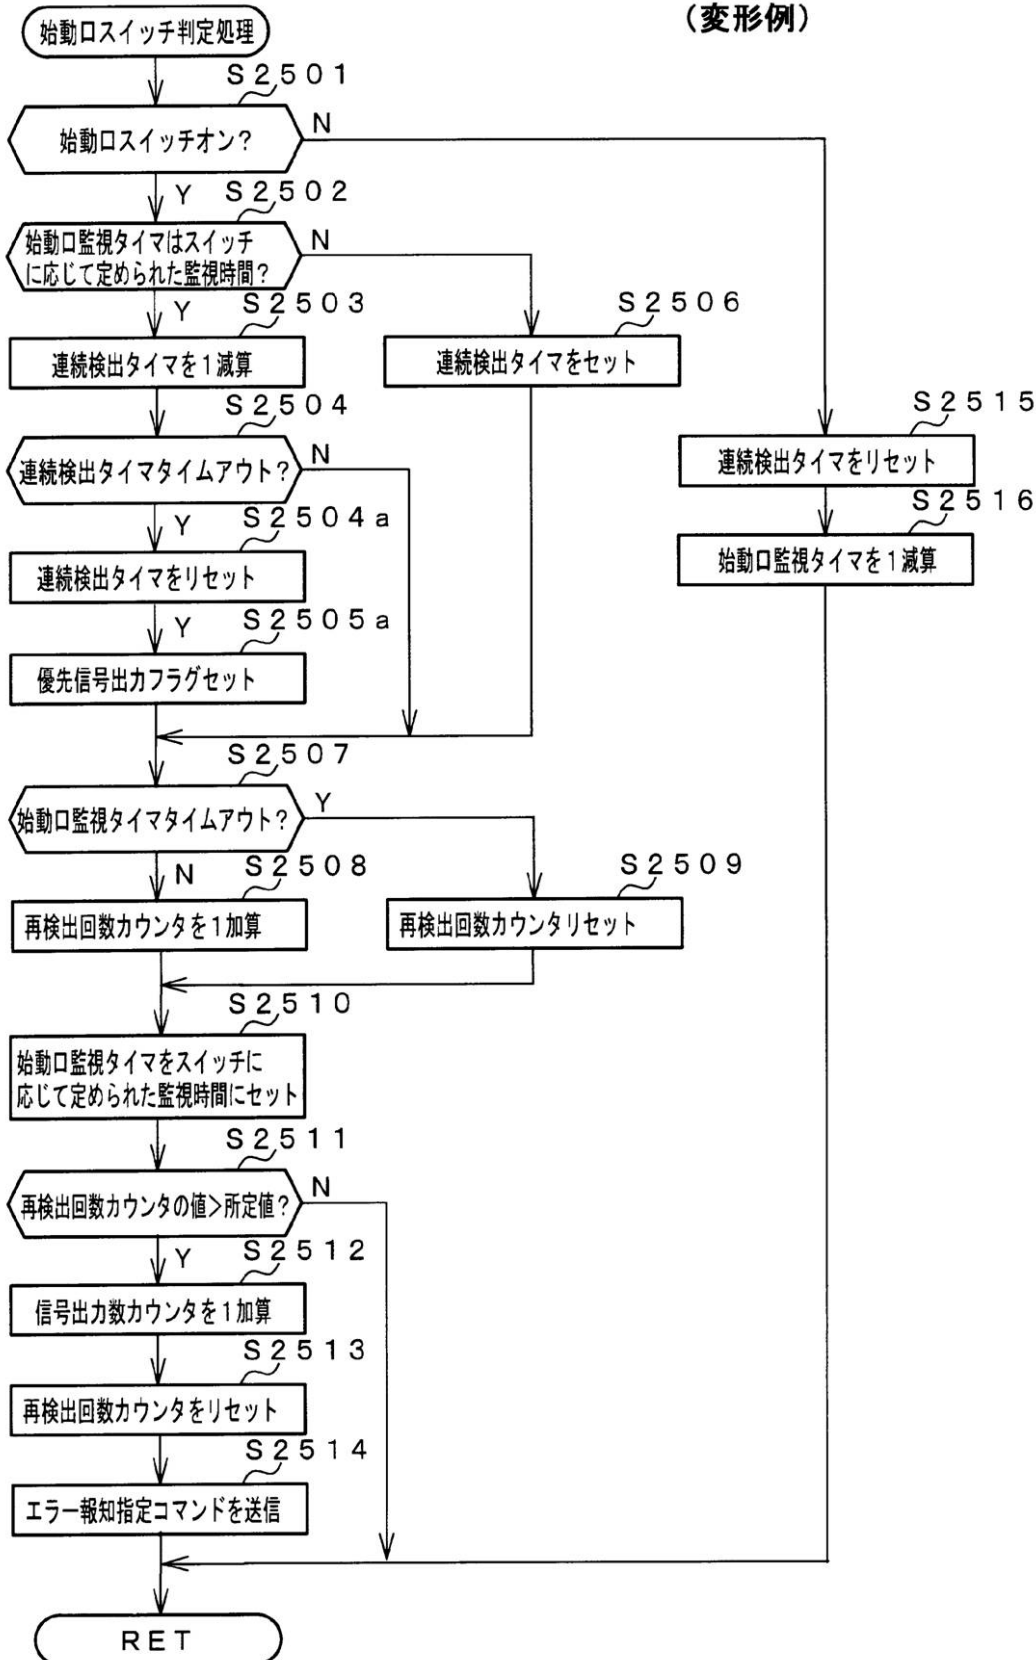 (変形例)
始動口スイッチ判定処理
S2501
始動口スイッチオン?
N
Y
S2502
始動口監視タイマはスイッチ
に応じて定められた監視時間?
N
Y
S2503
連続検出タイマを1減算
S2506
連続検出タイマをセット
S2504
連続検出タイマタイムアウト?
N
Y
S2515
連続検出タイマをリセット
S2516
始動口監視タイマを1減算
S2504a
連続検出タイマをリセット
Y
S2505a
優先信号出力フラグセット
S2507
始動口監視タイマタイムアウト?
Y
N
S2508
再検出回数カウンタを1加算
S2509
再検出回数カウンタリセット
S2510
始動口監視タイマをスイッチに
応じて定められた監視時間にセット
S2511
再検出回数カウンタの値>所定値?
N
Y
S2512
信号出力数カウンタを1加算
S2513
再検出回数カウンタをリセット
S2514
エラー報知指定コマンドを送信
RET